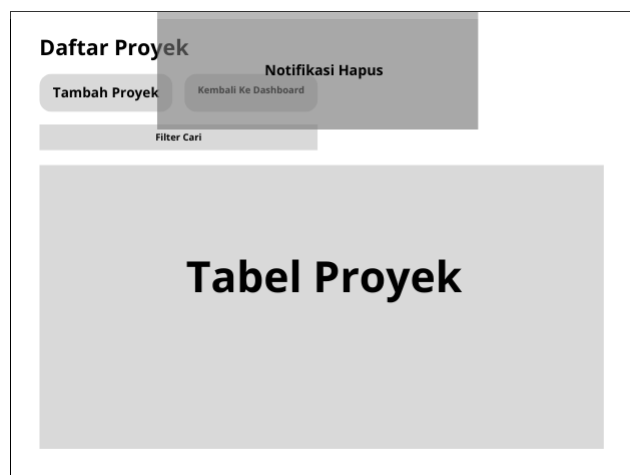 Daftar Proyek
Notifikasi Hapus
Tambah Proyek
Kembali Ke Dashboard
Filter Cari
Tabel Proyek